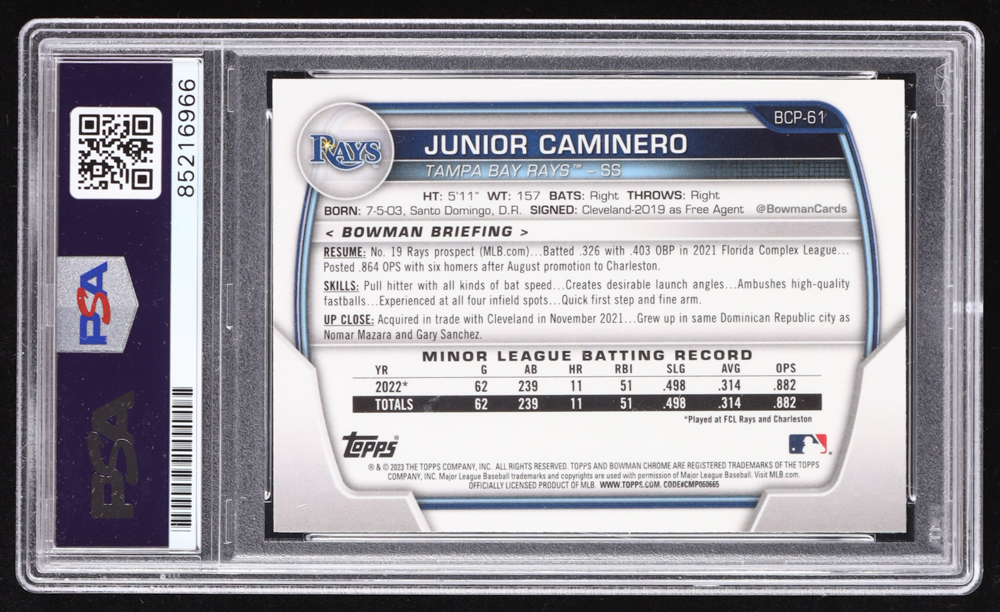 85216966
PSA
PSA
BCP-61
RAYS
JUNIOR CAMINERO
TAMPA BAY RAYS™ – SS
HT: 5'11" WT: 157 BATS: Right THROWS: Right
BORN: 7-5-03, Santo Domingo, D.R. SIGNED: Cleveland-2019 as Free Agent @BowmanCards
< BOWMAN BRIEFING >
RESUME: No. 19 Rays prospect (MLB.com)...Batted .326 with .403 OBP in 2021 Florida Complex League...
Posted .864 OPS with six homers after August promotion to Charleston.
SKILLS: Pull hitter with all kinds of bat speed...Creates desirable launch angles...Ambushes high-quality
fastballs...Experienced at all four infield spots...Quick first step and fine arm.
UP CLOSE: Acquired in trade with Cleveland in November 2021...Grew up in same Dominican Republic city as
Nomar Mazara and Gary Sanchez.
MINOR LEAGUE BATTING RECORD
YR G AB HR RBI SLG AVG OPS
2022* 62 239 11 51 .498 .314 .882
TOTALS 62 239 11 51 .498 .314 .882
*Played at FCL Rays and Charleston
Topps®
® & © 2023 THE TOPPS COMPANY, INC. ALL RIGHTS RESERVED. TOPPS AND BOWMAN CHROME ARE REGISTERED TRADEMARKS OF THE TOPPS
COMPANY, INC. Major League Baseball trademarks and copyrights are used with permission of Major League Baseball. Visit MLB.com.
OFFICIALLY LICENSED PRODUCT OF MLB. WWW.TOPPS.COM. CODE#CMP060665